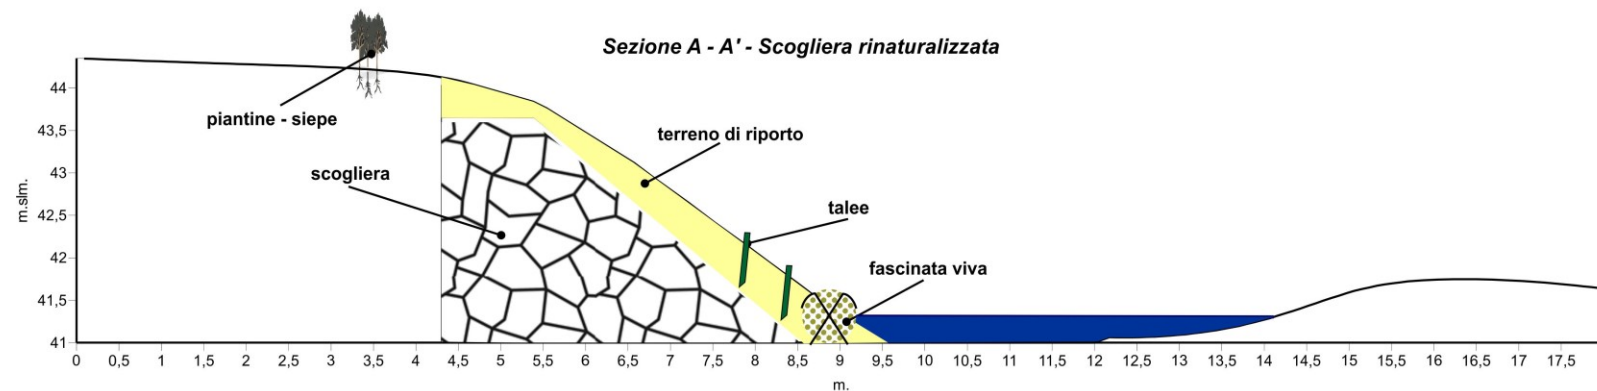 Sezione A - A' - Scogliera rinaturalizzata
44
piantine - siepe
43,5
terreno di riporto
43
scogliera
m.slm.
42,5
talee
42
fascinata viva
41,5
41
0 0,5 1 1,5 2 2,5 3 3,5 4 4,5 5 5,5 6 6,5 7 7,5 8 8,5 9 9,5 10 10,5 11 11,5 12 12,5 13 13,5 14 14,5 15 15,5 16 16,5 17 17,5
m.